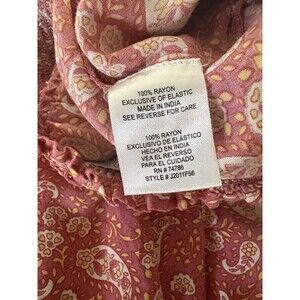 100% RAYON
EXCLUSIVE OF ELASTIC
MADE IN INDIA
SEE REVERSE FOR CARE
100% RAYON
EXCLUSIVO DE ELÁSTICO
HECHO EN INDIA
VEA EL REVERSO
PARA EL CUIDADO
RN # 74786
STYLE # J2011F58